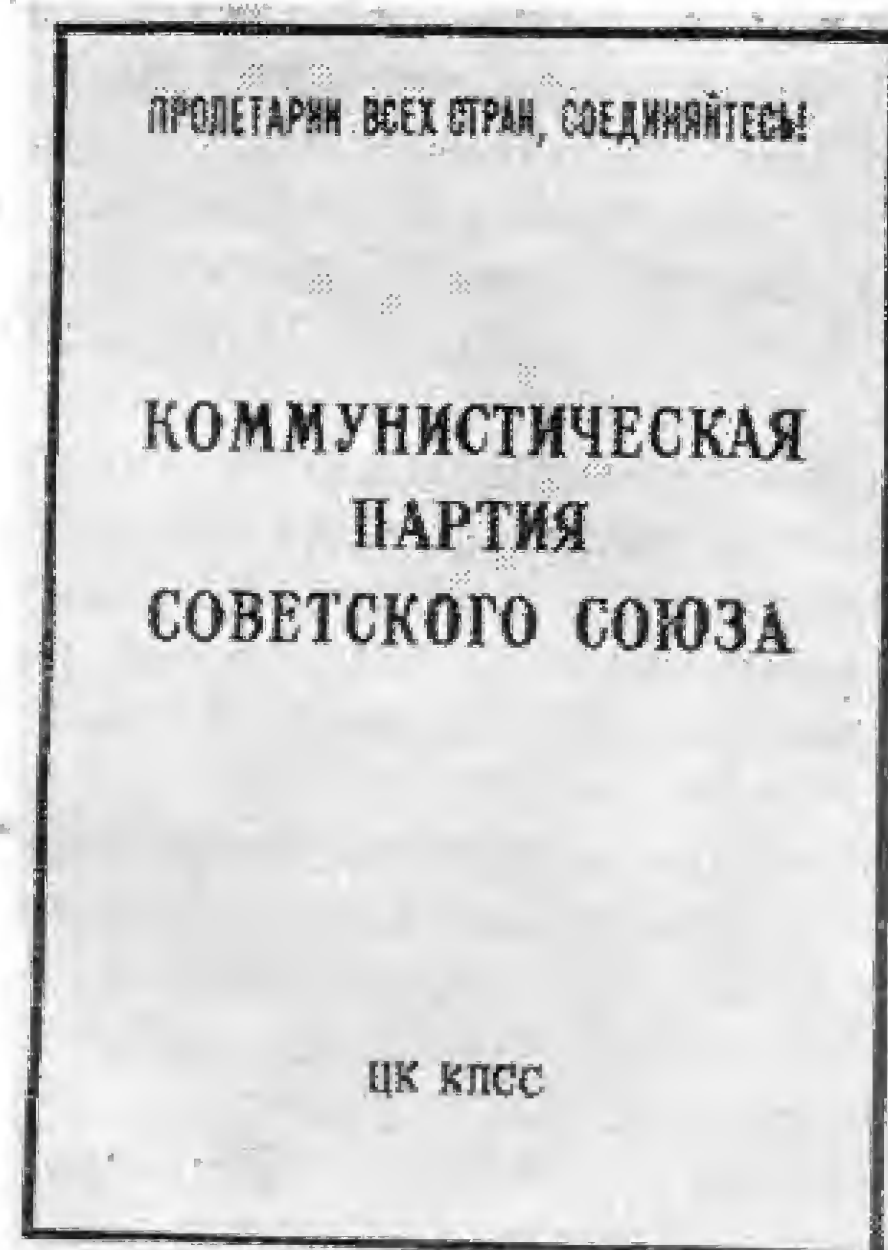 ПРОЛЕТАРИИ ВСЕХ СТРАН, СОЕДИНЯЙТЕСЬ!
КОММУНИСТИЧЕСКАЯ
ПАРТИЯ
СОВЕТСКОГО СОЮЗА
ЦК КПСС